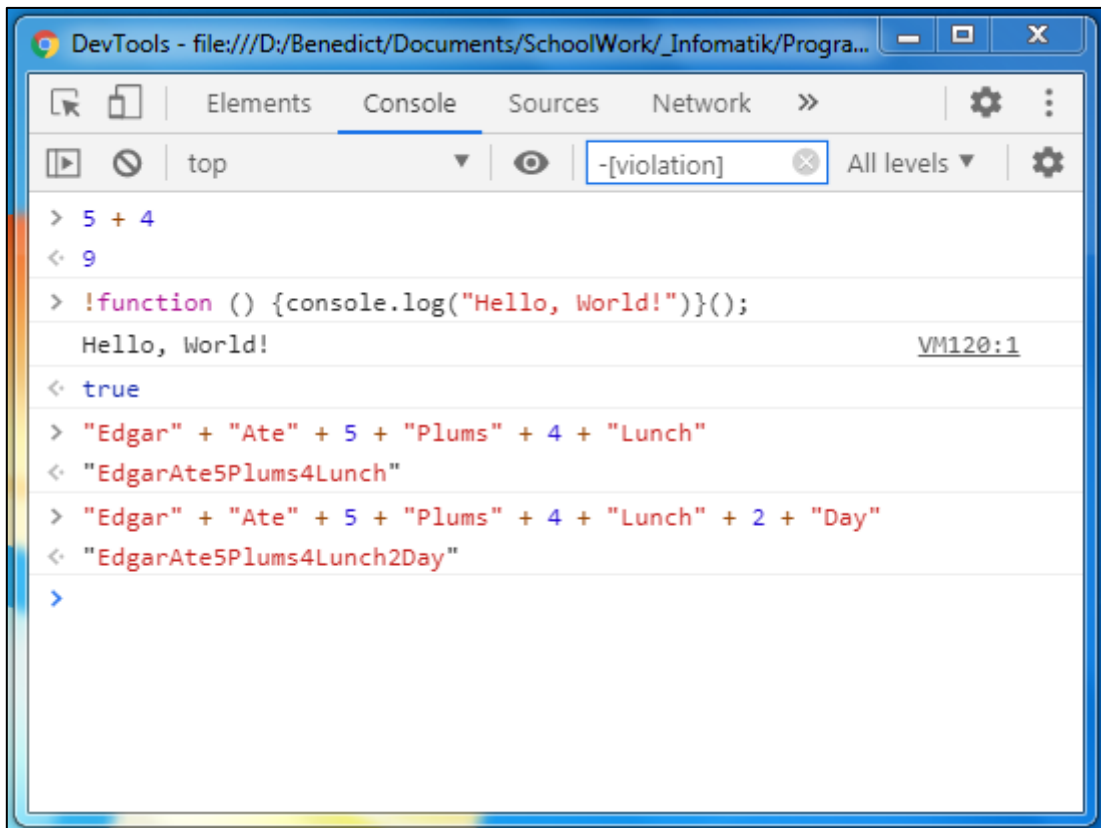 DevTools - file:///D:/Benedict/Documents/SchoolWork/_Infomatik/Progra...
Elements Console Sources Network »
top -[violation] All levels
> 5 + 4
9
> !function () {console.log("Hello, World!")}();
Hello, World! VM120:1
true
> "Edgar" + "Ate" + 5 + "Plums" + 4 + "Lunch"
"EdgarAte5Plums4Lunch"
> "Edgar" + "Ate" + 5 + "Plums" + 4 + "Lunch" + 2 + "Day"
"EdgarAte5Plums4Lunch2Day"
>